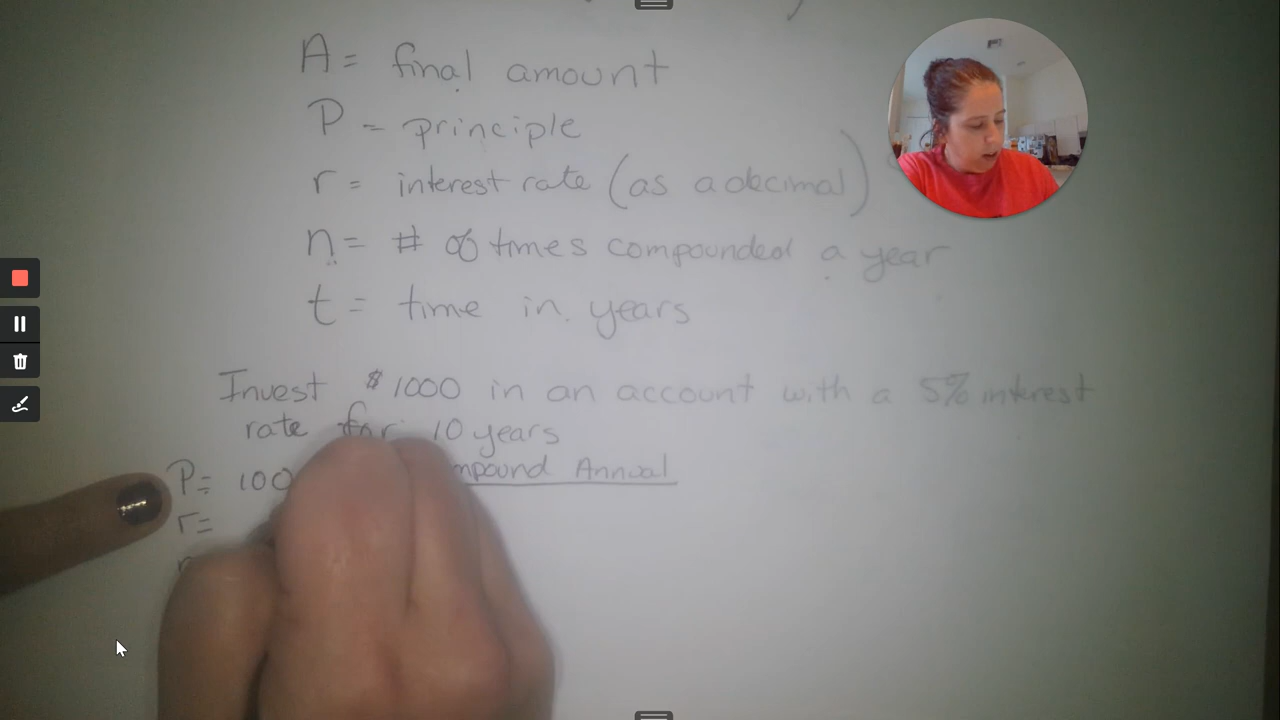 A = final amount
P = principle
r = interest rate (as a decimal)
n = # of times compounded a year
t = time in years
Invest $1000 in an account with a 5% interest
rate for 10 years
P = 100 Annual
r =